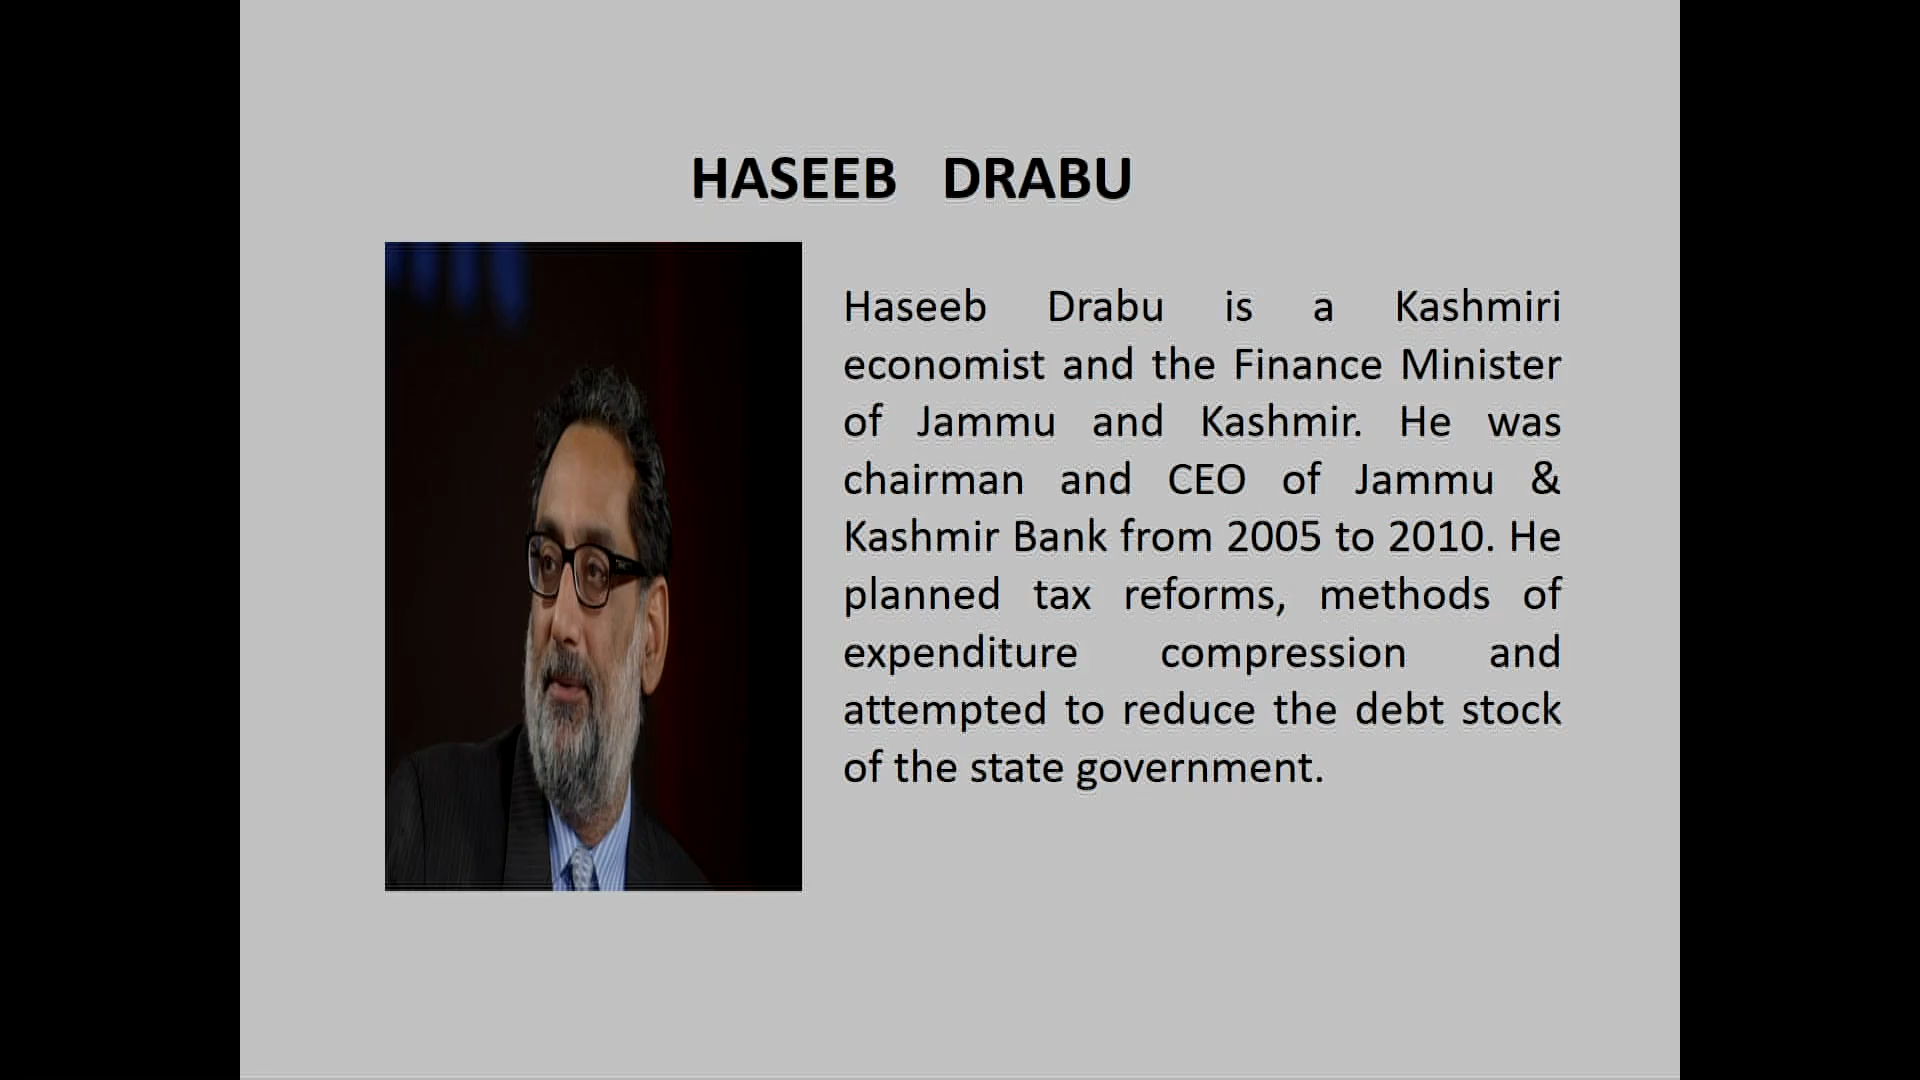 HASEEB DRABU
Haseeb Drabu is a Kashmiri
economist and the Finance Minister
of Jammu and Kashmir. He was
chairman and CEO of Jammu &
Kashmir Bank from 2005 to 2010. He
planned tax reforms, methods of
expenditure compression and
attempted to reduce the debt stock
of the state government.